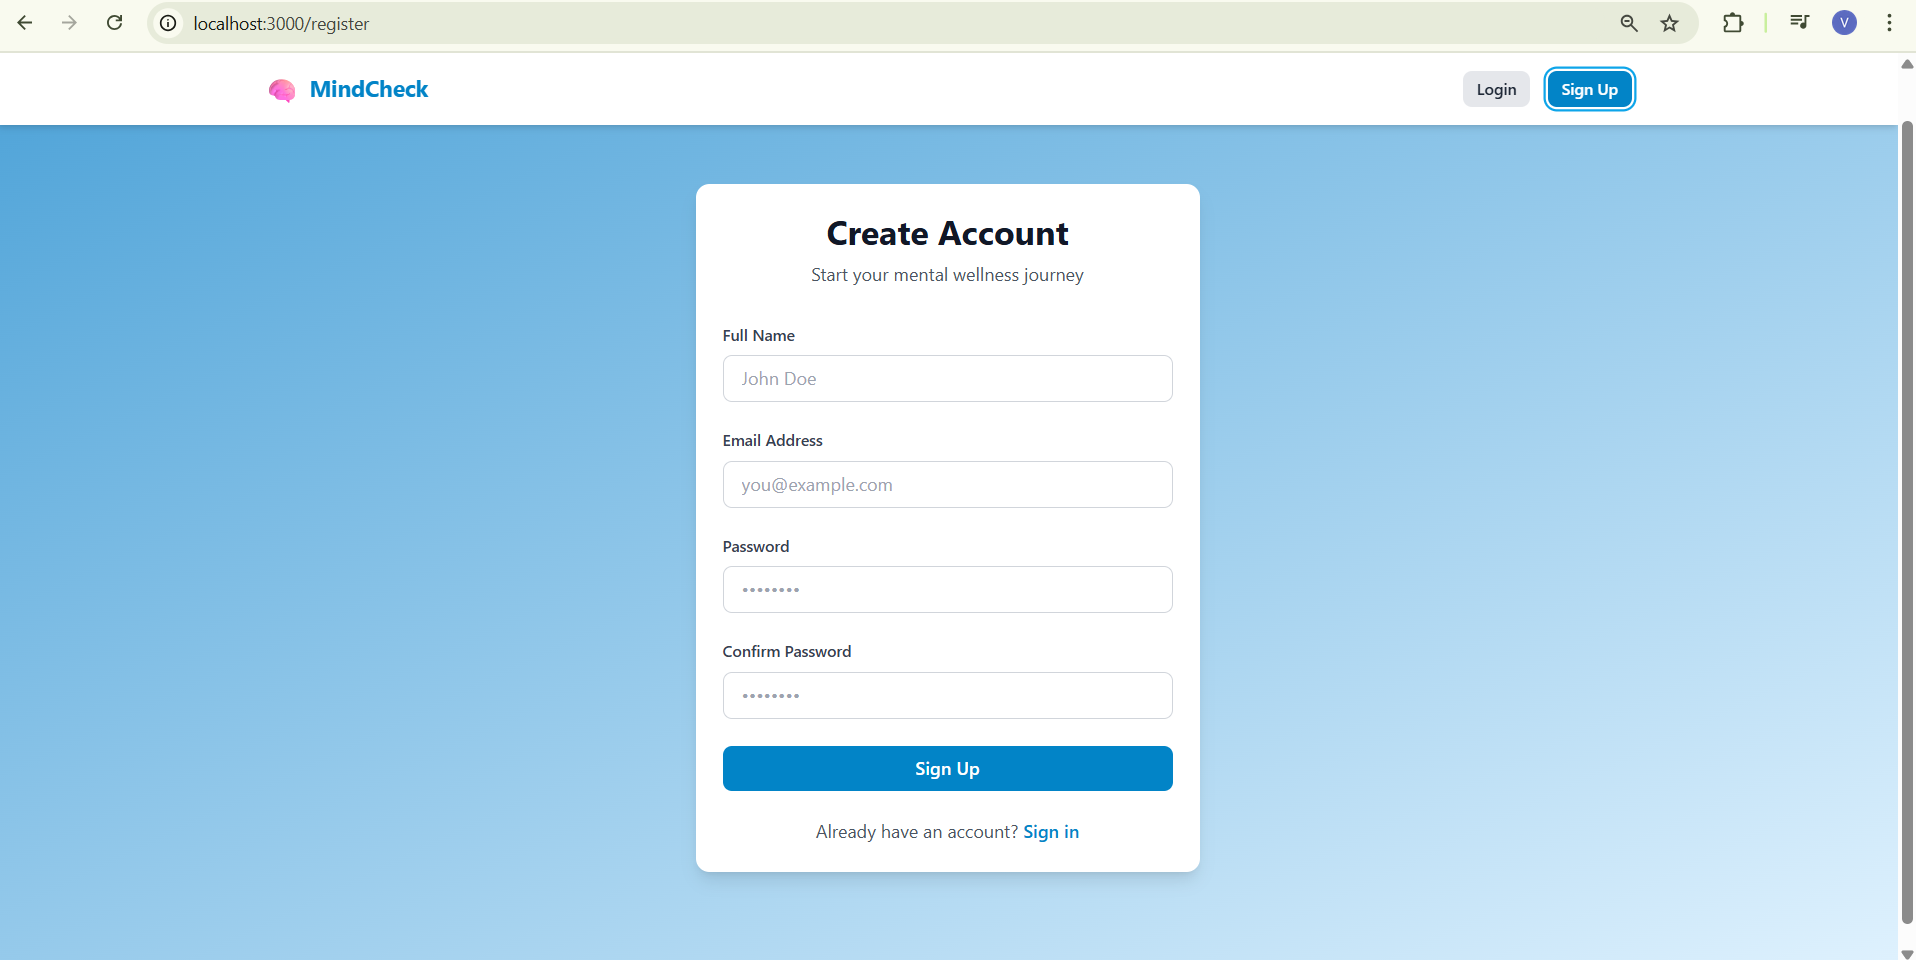 localhost:3000/register
V
MindCheck
Login
Sign Up
Create Account
Start your mental wellness journey
Full Name
John Doe
Email Address
you@example.com
Password
••••••••
Confirm Password
••••••••
Sign Up
Already have an account? Sign in